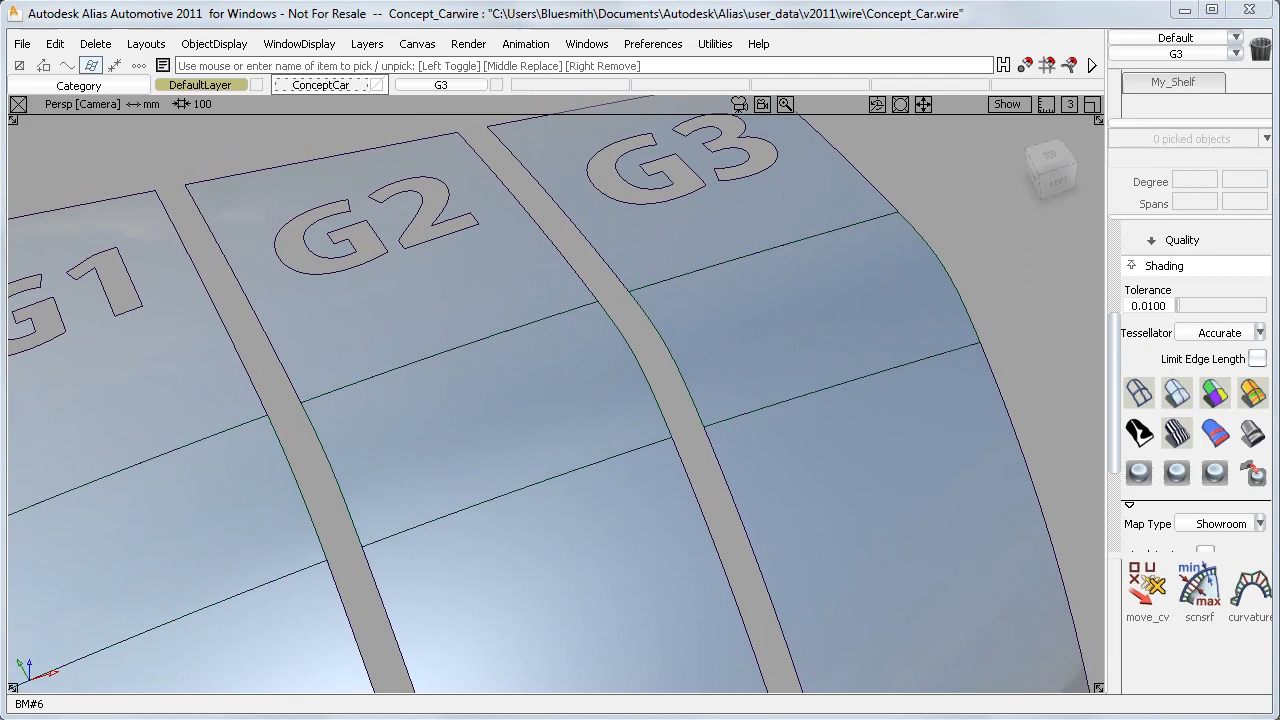 Autodesk Alias Automotive 2011 for Windows - Not For Resale -- Concept_Carwire : "C:\Users\Bluesmith\Documents\Autodesk\Alias\user_data\v2011\wire\Concept_Car.wire"
File Edit Delete Layouts ObjectDisplay WindowDisplay Layers Canvas Render Animation Windows Preferences Utilities Help
Default
G3
Use mouse or enter name of item to pick / unpick: [Left Toggle] [Middle Replace] [Right Remove]
Category DefaultLayer ConceptCar G3
My_Shelf
Persp [Camera] mm 100 Show 3
0 picked objects
TOP
LEFT
Degree
Spans
G1 G2 G3
Quality
Shading
Tolerance
0.0100
Tessellator Accurate
Limit Edge Length
Map Type Showroom
min
max
move_cv scnsrf curvature
BM#6